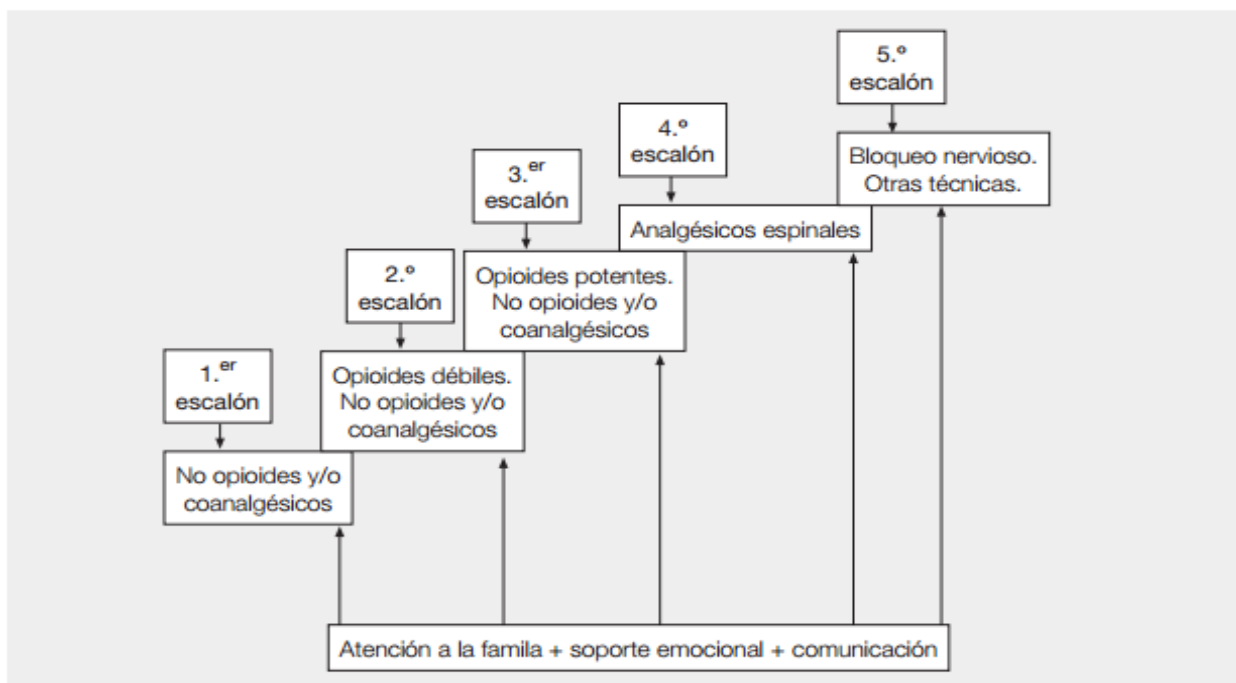 1.er
escalón
No opioides y/o
coanalgésicos
2.º
escalón
Opioides débiles.
No opioides y/o
coanalgésicos
3.er
escalón
Opioides potentes.
No opioides y/o
coanalgésicos
4.º
escalón
Analgésicos espinales
5.º
escalón
Bloqueo nervioso.
Otras técnicas.
Atención a la famila + soporte emocional + comunicación